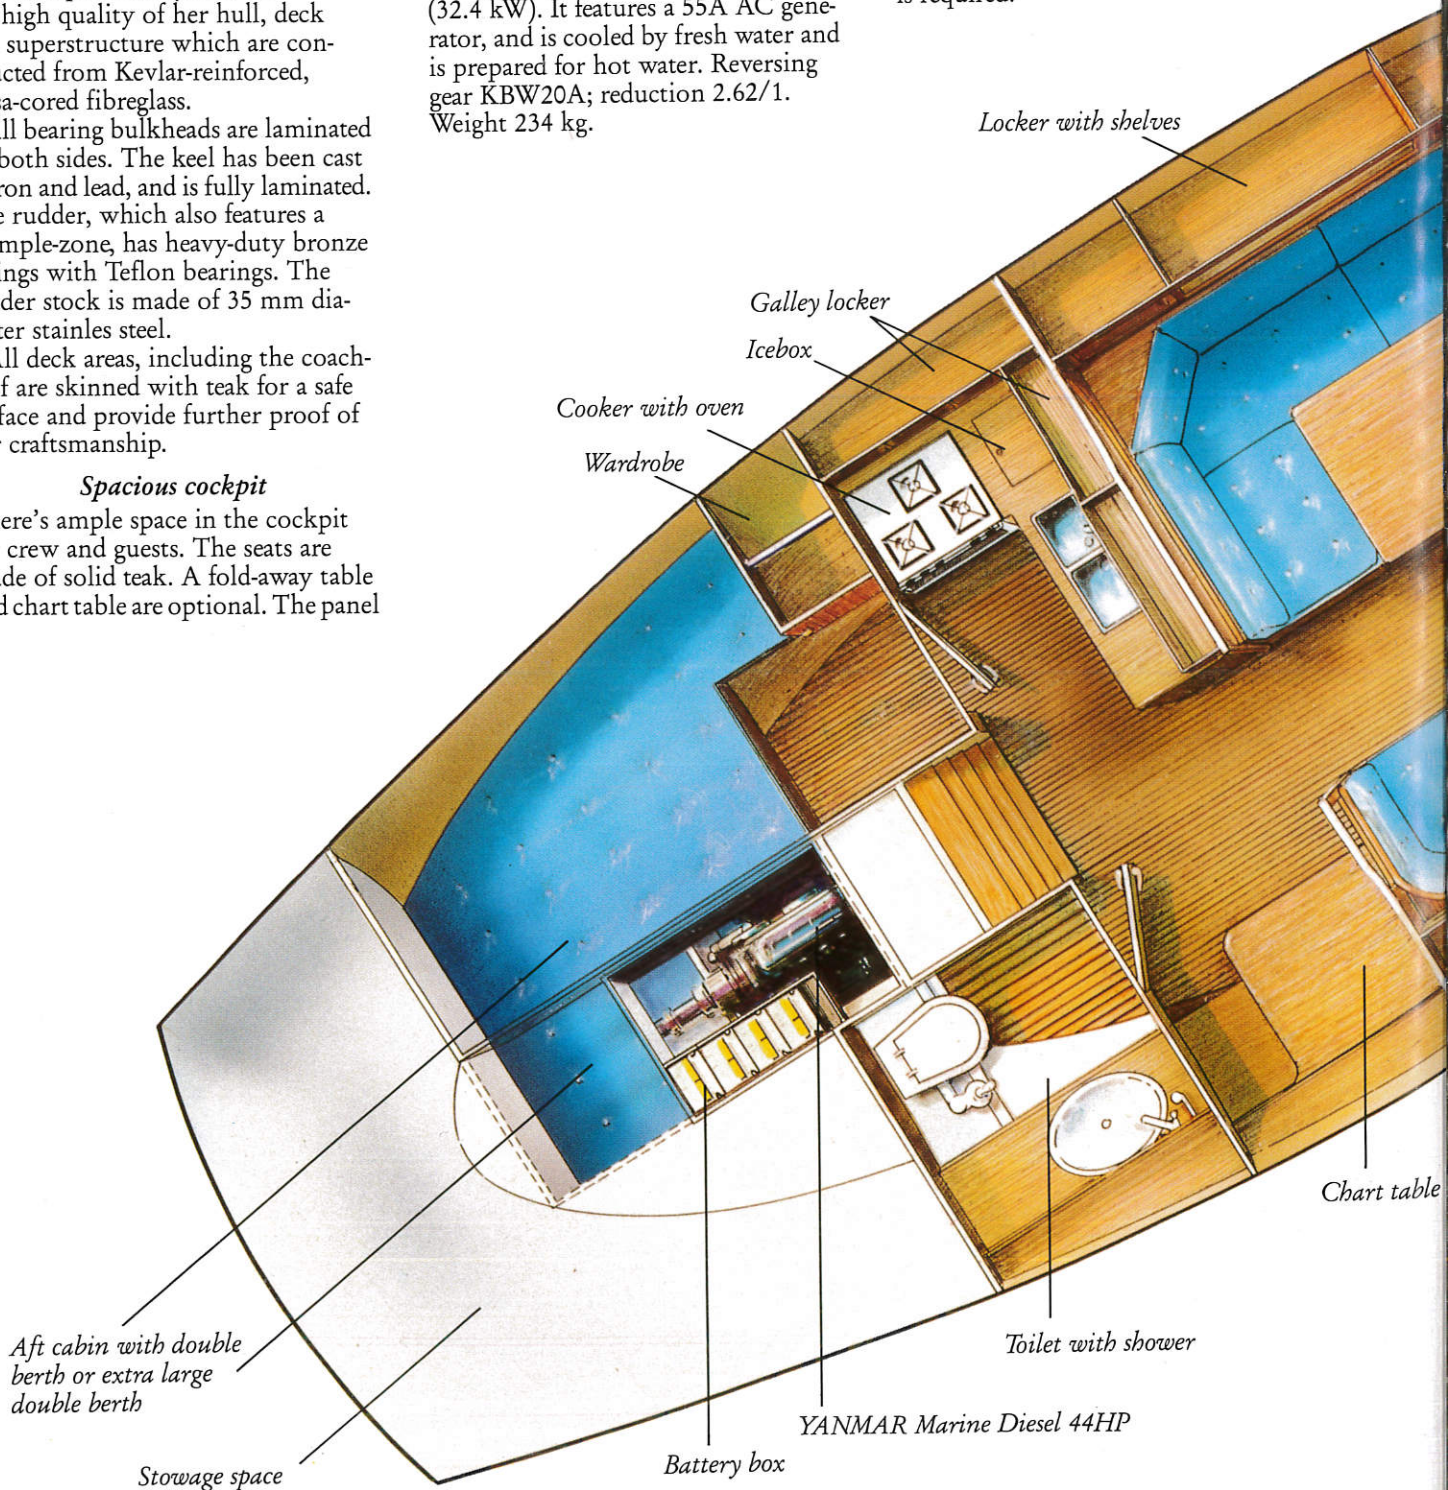 high quality of her hull, deck
superstructure which are con-
ucted from Kevlar-reinforced,
sa-cored fibreglass.
ll bearing bulkheads are laminated
both sides. The keel has been cast
ron and lead, and is fully laminated.
e rudder, which also features a
mple-zone, has heavy-duty bronze
ings with Teflon bearings. The
dder stock is made of 35 mm dia-
ter stainles steel.
All deck areas, including the coach-
f are skinned with teak for a safe
face and provide further proof of
r craftsmanship.
Spacious cockpit
ere's ample space in the cockpit
crew and guests. The seats are
de of solid teak. A fold-away table
d chart table are optional. The panel
(32.4 kW). It features a 55A AC gene-
rator, and is cooled by fresh water and
is prepared for hot water. Reversing
gear KBW20A; reduction 2.62/1.
Weight 234 kg.
is required.
Locker with shelves
Galley locker
Icebox
Cooker with oven
Wardrobe
Chart table
Toilet with shower
YANMAR Marine Diesel 44HP
Battery box
Aft cabin with double
berth or extra large
double berth
Stowage space